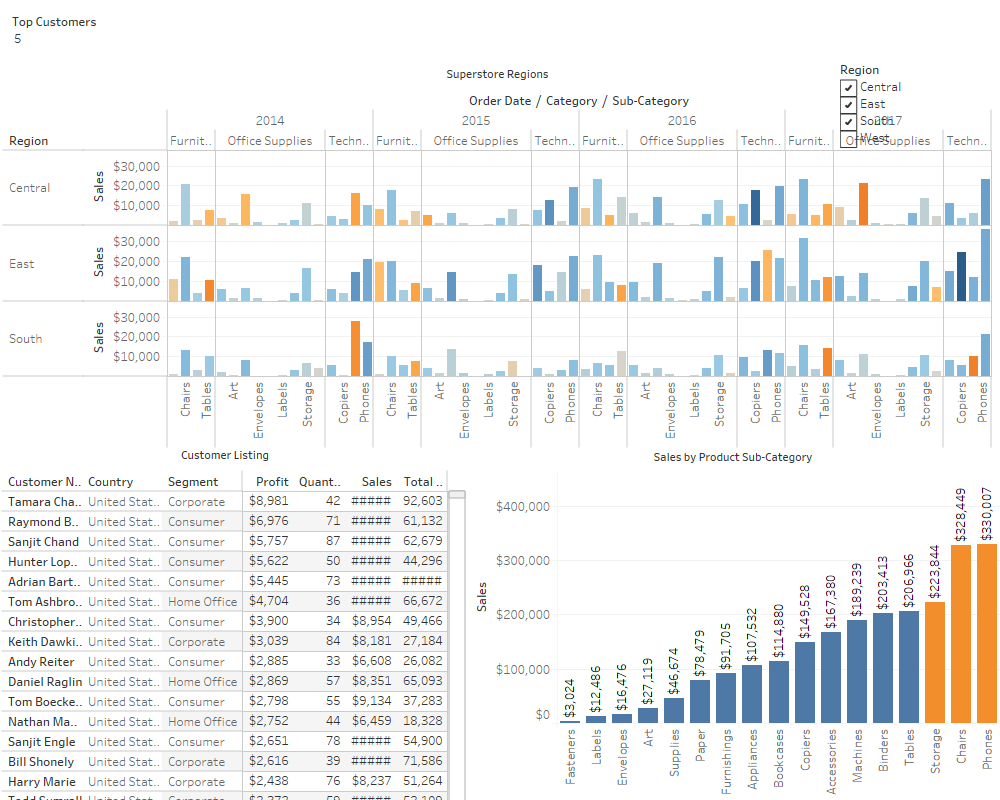 Top Customers
5
Superstore Regions
Region
Central
East
South
West
Order Date / Category / Sub-Category
2014 2015 2016 2017
Region Furnit.. Office Supplies Techn.. Furnit.. Office Supplies Techn.. Furnit.. Office Supplies Techn.. Furnit.. Office Supplies Techn..
Central Sales $30,000 $20,000 $10,000
East Sales $30,000 $20,000 $10,000
South Sales $30,000 $20,000 $10,000
Chairs Tables Art Envelopes Labels Storage Copiers Phones Chairs Tables Art Envelopes Labels Storage Copiers Phones Chairs Tables Art Envelopes Labels Storage Copiers Phones Chairs Tables Art Envelopes Labels Storage Copiers Phones
Customer Listing
Customer N.. Country Segment Profit Quant.. Sales Total ..
Tamara Cha.. United Stat.. Corporate $8,981 42 ##### 92,603
Raymond B.. United Stat.. Consumer $6,976 71 ##### 61,132
Sanjit Chand United Stat.. Consumer $5,757 87 ##### 62,679
Hunter Lop.. United Stat.. Consumer $5,622 50 ##### 44,296
Adrian Bart.. United Stat.. Consumer $5,445 73 ##### #####
Tom Ashbro.. United Stat.. Home Office $4,704 36 ##### 66,672
Christopher.. United Stat.. Consumer $3,900 34 $8,954 49,466
Keith Dawki.. United Stat.. Corporate $3,039 84 $8,181 27,184
Andy Reiter United Stat.. Consumer $2,885 33 $6,608 26,082
Daniel Raglin United Stat.. Home Office $2,869 57 $8,351 65,093
Tom Boecke.. United Stat.. Consumer $2,798 55 $9,134 37,283
Nathan Ma.. United Stat.. Home Office $2,752 44 $6,459 18,328
Sanjit Engle United Stat.. Consumer $2,651 78 ##### 54,900
Bill Shonely United Stat.. Corporate $2,616 39 ##### 71,586
Harry Marie United Stat.. Corporate $2,438 76 $8,237 51,264
Sales by Product Sub-Category
Sales
$400,000
$300,000
$200,000
$100,000
$0
$3,024 $12,486 $16,476 $27,119 $46,674 $78,479 $91,705 $107,532 $114,880 $149,528 $167,380 $189,239 $203,413 $206,966 $223,844 $328,449 $330,007
Fasteners Labels Envelopes Art Supplies Paper Furnishings Appliances Bookcases Copiers Accessories Machines Binders Tables Storage Chairs Phones